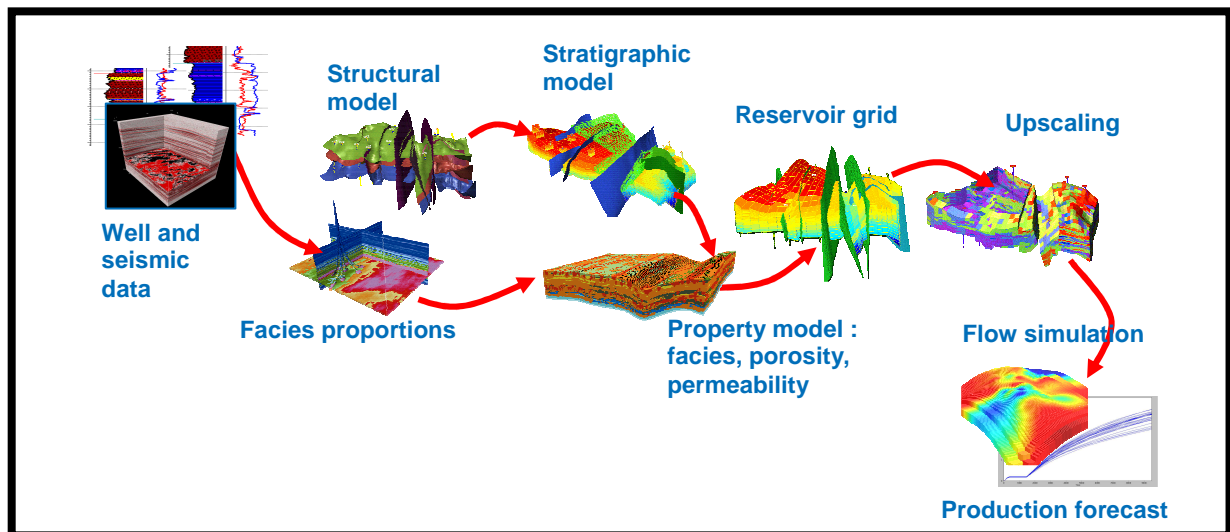 Structural
model
Stratigraphic
model
Reservoir grid
Upscaling
Well and
seismic
data
Facies proportions
Property model :
facies, porosity,
permeability
Flow simulation
Production forecast